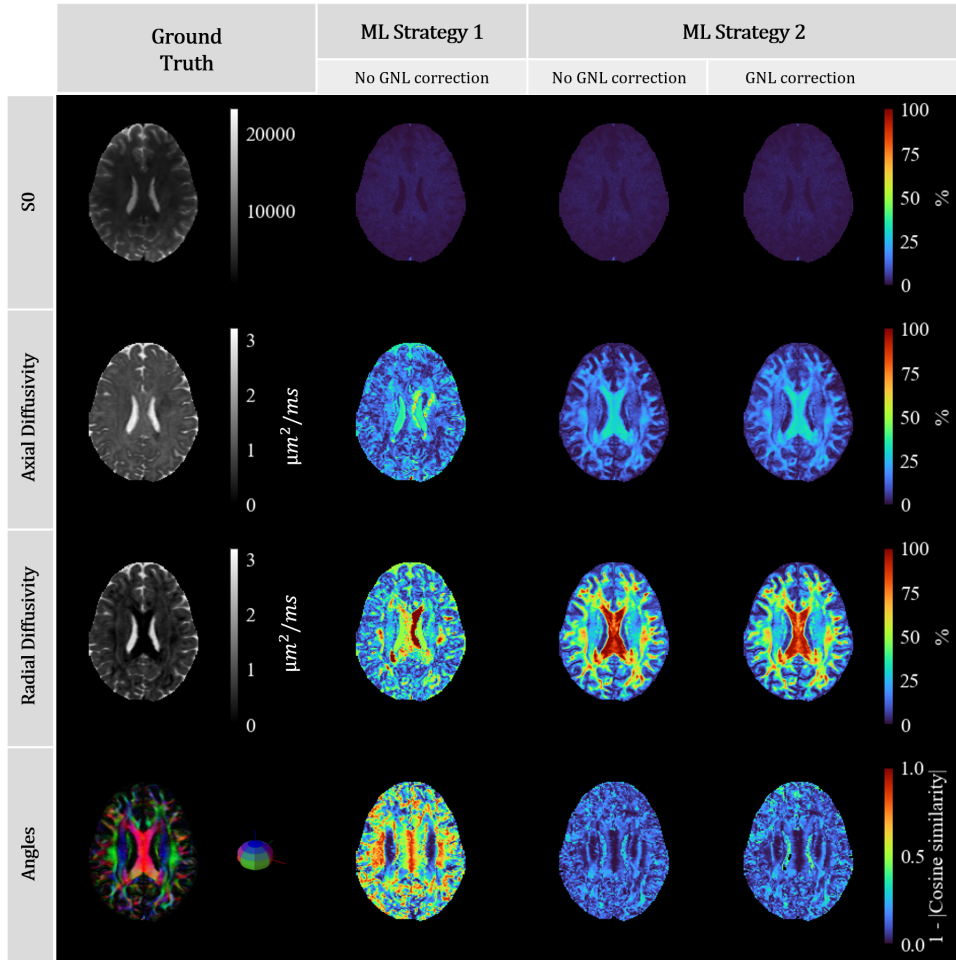 Ground
Truth
ML Strategy 1
ML Strategy 2
No GNL correction
No GNL correction
GNL correction
S0
20000
10000
100
75
50
25
0
%
Axial Diffusivity
3
2
1
0
μm²/ms
100
75
50
25
0
%
Radial Diffusivity
3
2
1
0
μm²/ms
100
75
50
25
0
%
Angles
1.0
0.5
0.0
1 - |Cosine similarity|